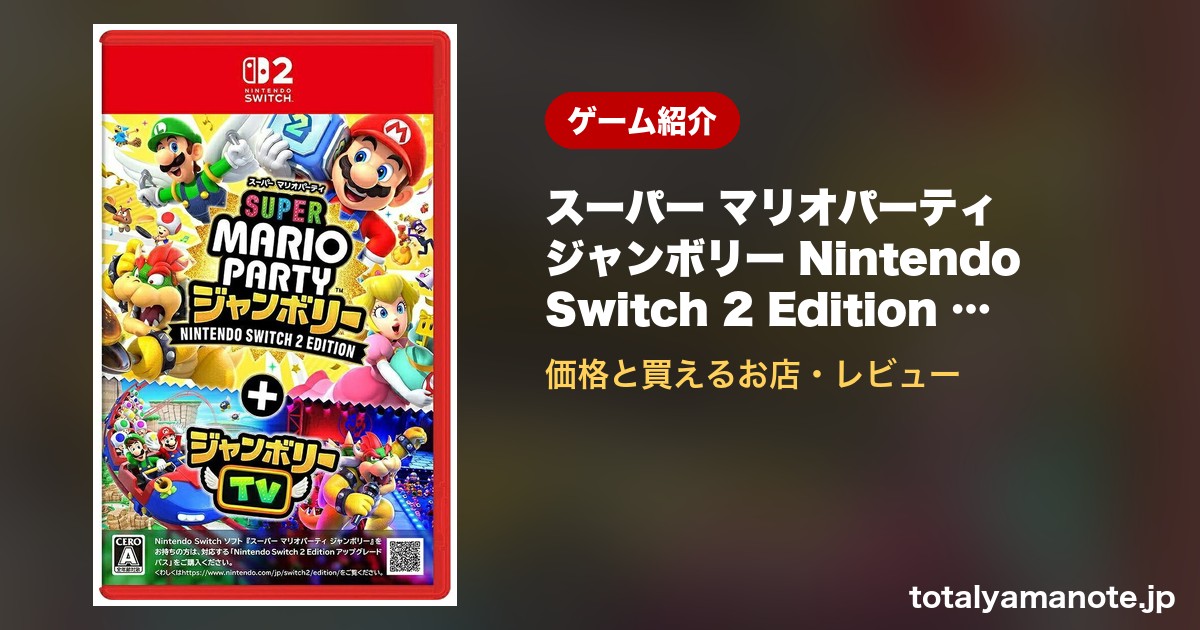 2
NINTENDO
SWITCH.
2
M
スーパー マリオパーティ
SUPER
MARIO
PARTY™
ジャンボリー
NINTENDO SWITCH 2 EDITION
+
ジャンボリー
TV
CERO
A
全年齢対象
Nintendo Switch ソフト『スーパー マリオパーティ ジャンボリー』を
お持ちの方は、対応する「Nintendo Switch 2 Edition アップグレード
パス」をご購入ください。
くわしくはhttps://www.nintendo.com/jp/switch2/edition/をご覧ください。
ゲーム紹介
スーパー マリオパーティ
ジャンボリー Nintendo
Switch 2 Edition …
価格と買えるお店・レビュー
totalyamanote.jp